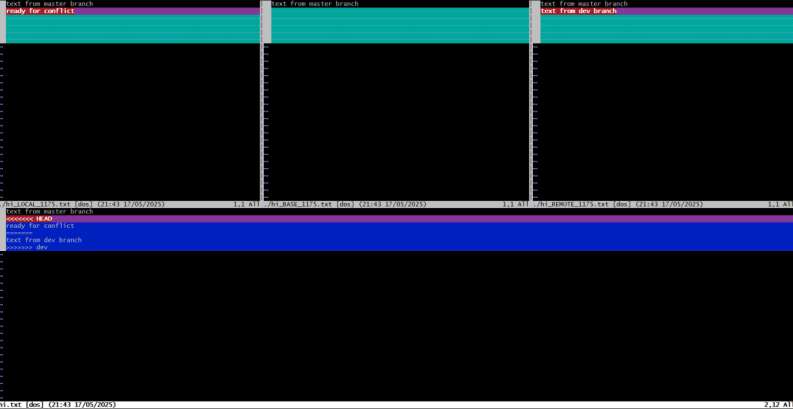 text from master branch
ready for conflict
./hi_LOCAL_1175.txt [dos] (21:43 17/05/2025) 1,1 All
text from master branch
./hi_BASE_1175.txt [dos] (21:43 17/05/2025) 1,1 All
text from master branch
text from dev branch
./hi_REMOTE_1175.txt [dos] (21:43 17/05/2025) 1,1 All
text from master branch
<<<<<<< HEAD
ready for conflict
=======
text from dev branch
>>>>>>> dev
hi.txt [dos] (21:43 17/05/2025) 2,12 All